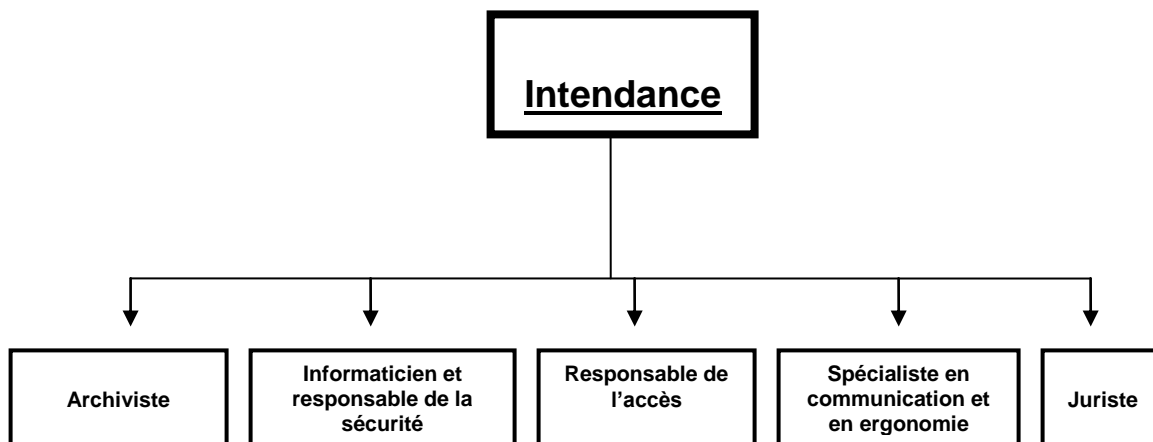 Intendance
Archiviste
Informaticien et
responsable de la
sécurité
Responsable de
l'accès
Spécialiste en
communication et
en ergonomie
Juriste